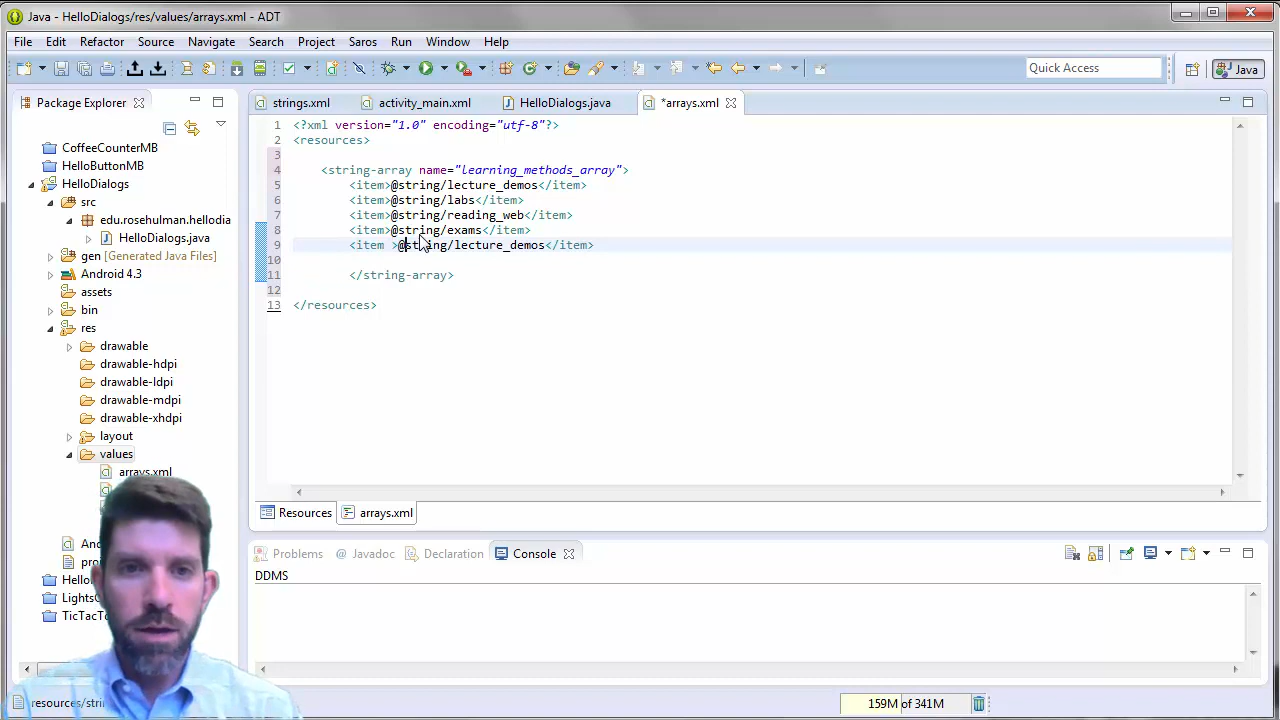 Java - HelloDialogs/res/values/arrays.xml - ADT
File Edit Refactor Source Navigate Search Project Saros Run Window Help
Quick Access
Java
Package Explorer
strings.xml activity_main.xml HelloDialogs.java *arrays.xml
CoffeeCounterMB
HelloButtonMB
HelloDialogs
src
edu.rosehulman.hellodia
HelloDialogs.java
gen [Generated Java Files]
Android 4.3
assets
bin
res
drawable
drawable-hdpi
drawable-ldpi
drawable-mdpi
drawable-xhdpi
layout
values
arrays.xml
1 <?xml version="1.0" encoding="utf-8"?>
2 <resources>
3
4 <string-array name="learning_methods_array">
5 <item>@string/lecture_demos</item>
6 <item>@string/labs</item>
7 <item>@string/reading_web</item>
8 <item>@string/exams</item>
9 <item >@string/lecture_demos</item>
10
11 </string-array>
12
13 </resources>
Resources arrays.xml
Problems @ Javadoc Declaration Console
DDMS
resources/stri
159M of 341M